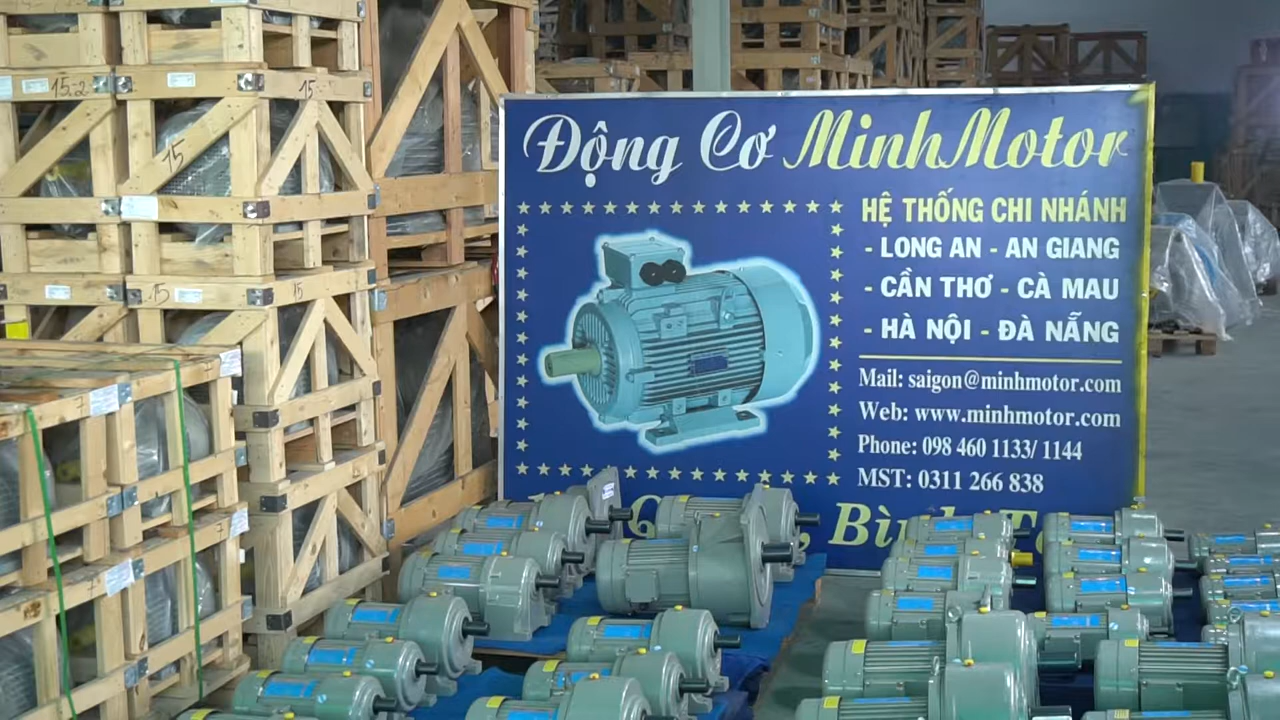 Động Cơ MinhMotor
HỆ THỐNG CHI NHÁNH
- LONG AN - AN GIANG
- CẦN THƠ - CÀ MAU
- HÀ NỘI - ĐÀ NẴNG
Mail: saigon@minhmotor.com
Web: www.minhmotor.com
Phone: 098 460 1133/ 1144
MST: 0311 266 838
15-2
15
15
15
15